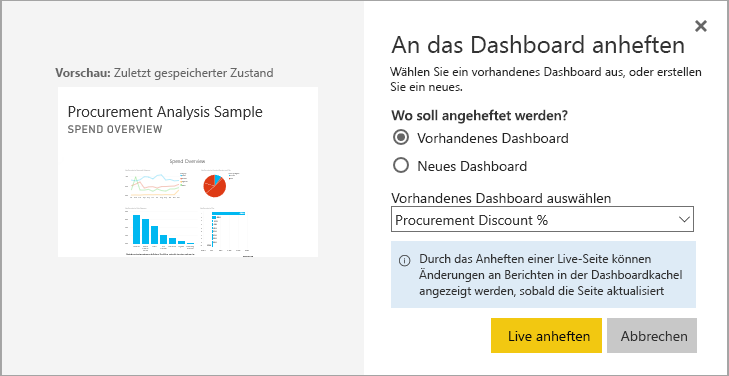 Vorschau: Zuletzt gespeicherter Zustand
Procurement Analysis Sample
SPEND OVERVIEW
Spend Overview
An das Dashboard anheften
Wählen Sie ein vorhandenes Dashboard aus, oder erstellen
Sie ein neues.
Wo soll angeheftet werden?
Vorhandenes Dashboard
Neues Dashboard
Vorhandenes Dashboard auswählen
Procurement Discount %
Durch das Anheften einer Live-Seite können
Änderungen an Berichten in der Dashboardkachel
angezeigt werden, sobald die Seite aktualisiert
Live anheften
Abbrechen